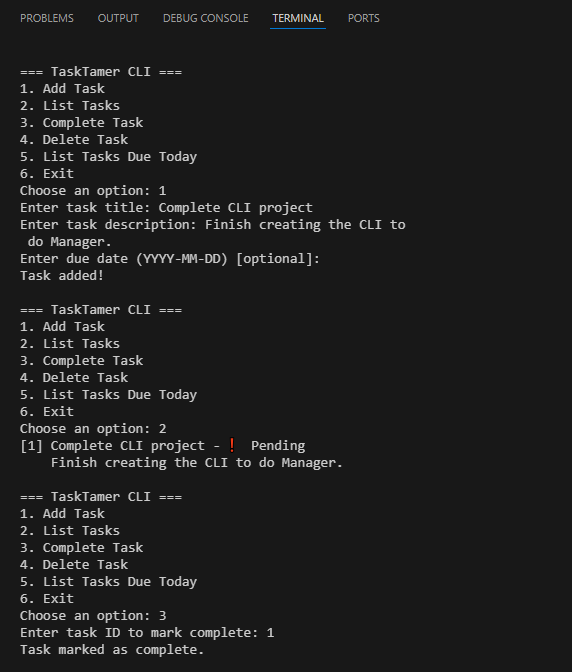 PROBLEMS OUTPUT DEBUG CONSOLE TERMINAL PORTS
=== TaskTamer CLI ===
1. Add Task
2. List Tasks
3. Complete Task
4. Delete Task
5. List Tasks Due Today
6. Exit
Choose an option: 1
Enter task title: Complete CLI project
Enter task description: Finish creating the CLI to
 do Manager.
Enter due date (YYYY-MM-DD) [optional]:
Task added!

=== TaskTamer CLI ===
1. Add Task
2. List Tasks
3. Complete Task
4. Delete Task
5. List Tasks Due Today
6. Exit
Choose an option: 2
[1] Complete CLI project - ❗ Pending
    Finish creating the CLI to do Manager.

=== TaskTamer CLI ===
1. Add Task
2. List Tasks
3. Complete Task
4. Delete Task
5. List Tasks Due Today
6. Exit
Choose an option: 3
Enter task ID to mark complete: 1
Task marked as complete.